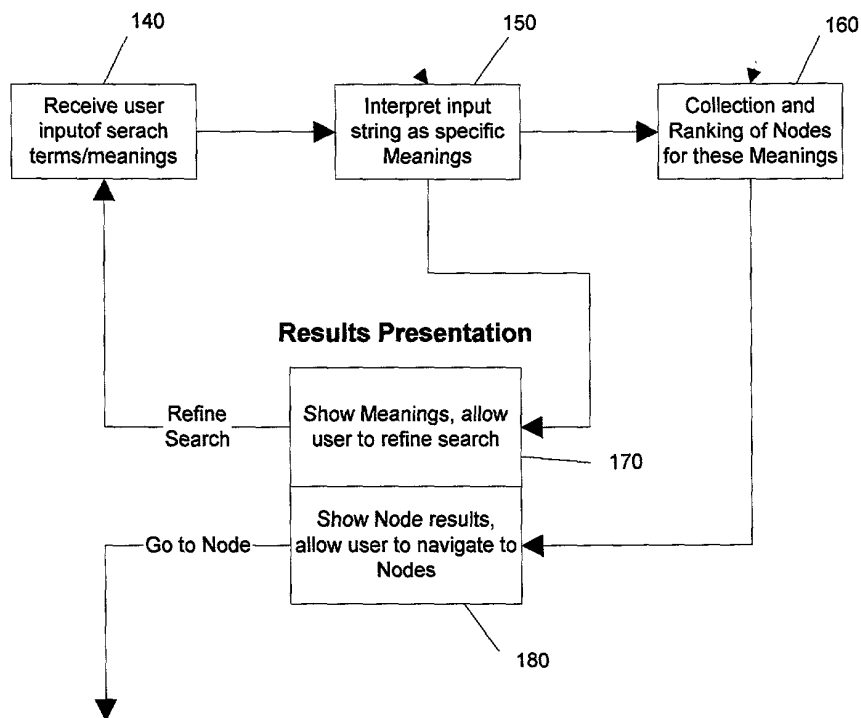 140
150
160
Receive user
inputof serach
terms/meanings
Interpret input
string as specific
Meanings
Collection and
Ranking of Nodes
for these Meanings
Results Presentation
Refine
Search
Show Meanings, allow
user to refine search
170
Go to Node
Show Node results,
allow user to navigate to
Nodes
180